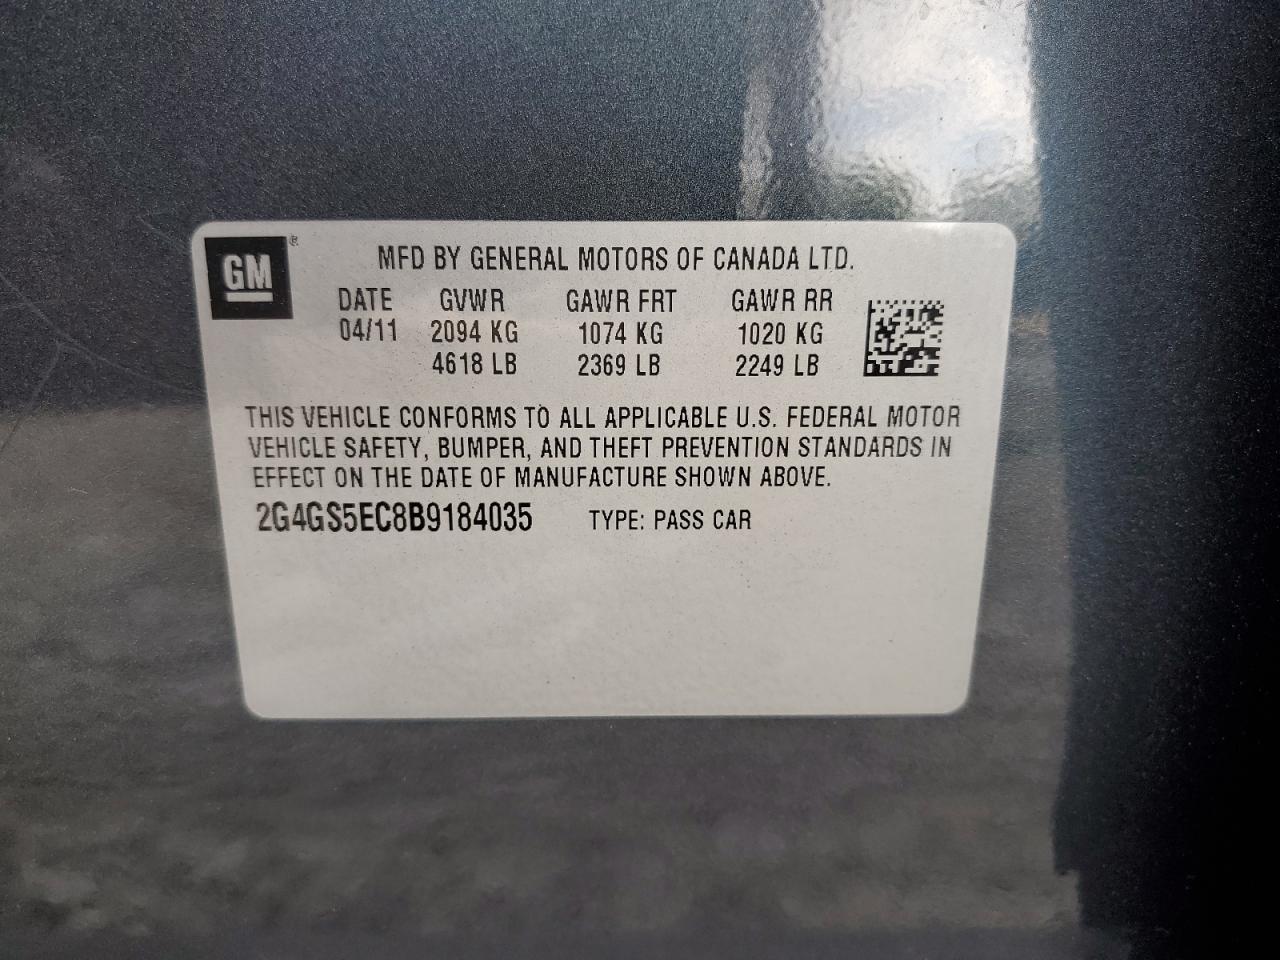 GM ®
MFD BY GENERAL MOTORS OF CANADA LTD.
DATE GVWR GAWR FRT GAWR RR
04/11 2094 KG 1074 KG 1020 KG
4618 LB 2369 LB 2249 LB
THIS VEHICLE CONFORMS TO ALL APPLICABLE U.S. FEDERAL MOTOR
VEHICLE SAFETY, BUMPER, AND THEFT PREVENTION STANDARDS IN
EFFECT ON THE DATE OF MANUFACTURE SHOWN ABOVE.
2G4GS5EC8B9184035 TYPE: PASS CAR